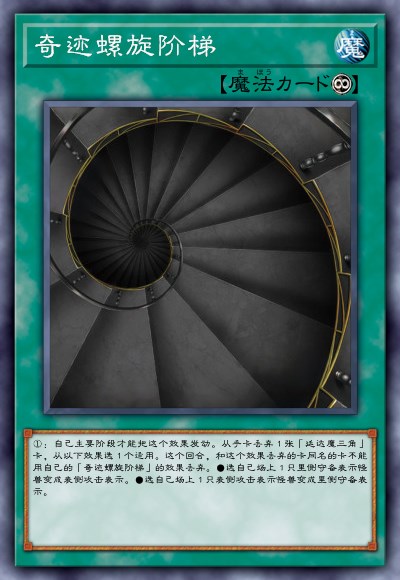 奇迹螺旋阶梯
魔
【魔法カード】
まほう
①：自己主要阶段才能把这个效果发动。从手卡丢弃1张「延迟魔三角」
卡，从以下效果选1个适用。这个回合，和这个效果丢弃的卡同名的卡不能
用自己的「奇迹螺旋阶梯」的效果丢弃。●选自己场上1只里侧守备表示怪
兽变成表侧攻击表示。●选自己场上1只表侧攻击表示怪兽变成里侧守备表
示。